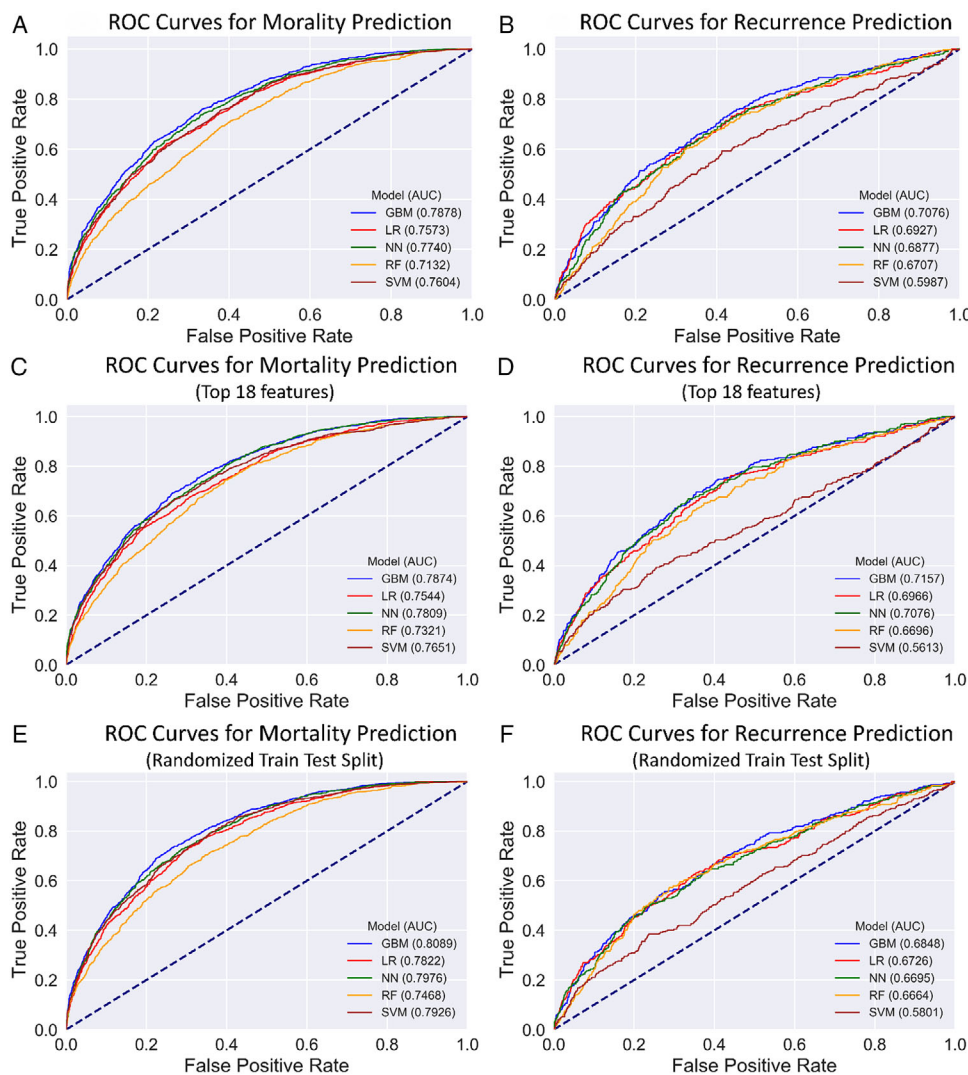 A
ROC Curves for Morality Prediction
1.0
0.8
0.6
0.4
0.2
0.0
True Positive Rate
Model (AUC)
GBM (0.7878)
LR (0.7573)
NN (0.7740)
RF (0.7132)
SVM (0.7604)
0.0 0.2 0.4 0.6 0.8 1.0
False Positive Rate
B
ROC Curves for Recurrence Prediction
1.0
0.8
0.6
0.4
0.2
0.0
True Positive Rate
Model (AUC)
GBM (0.7076)
LR (0.6927)
NN (0.6877)
RF (0.6707)
SVM (0.5987)
0.0 0.2 0.4 0.6 0.8 1.0
False Positive Rate
C
ROC Curves for Mortality Prediction
(Top 18 features)
1.0
0.8
0.6
0.4
0.2
0.0
True Positive Rate
Model (AUC)
GBM (0.7874)
LR (0.7544)
NN (0.7809)
RF (0.7321)
SVM (0.7651)
0.0 0.2 0.4 0.6 0.8 1.0
False Positive Rate
D
ROC Curves for Recurrence Prediction
(Top 18 features)
1.0
0.8
0.6
0.4
0.2
0.0
True Positive Rate
Model (AUC)
GBM (0.7157)
LR (0.6966)
NN (0.7076)
RF (0.6696)
SVM (0.5613)
0.0 0.2 0.4 0.6 0.8 1.0
False Positive Rate
E
ROC Curves for Mortality Prediction
(Randomized Train Test Split)
1.0
0.8
0.6
0.4
0.2
0.0
True Positive Rate
Model (AUC)
GBM (0.8089)
LR (0.7822)
NN (0.7976)
RF (0.7468)
SVM (0.7926)
0.0 0.2 0.4 0.6 0.8 1.0
False Positive Rate
F
ROC Curves for Recurrence Prediction
(Randomized Train Test Split)
1.0
0.8
0.6
0.4
0.2
0.0
True Positive Rate
Model (AUC)
GBM (0.6848)
LR (0.6726)
NN (0.6695)
RF (0.6664)
SVM (0.5801)
0.0 0.2 0.4 0.6 0.8 1.0
False Positive Rate